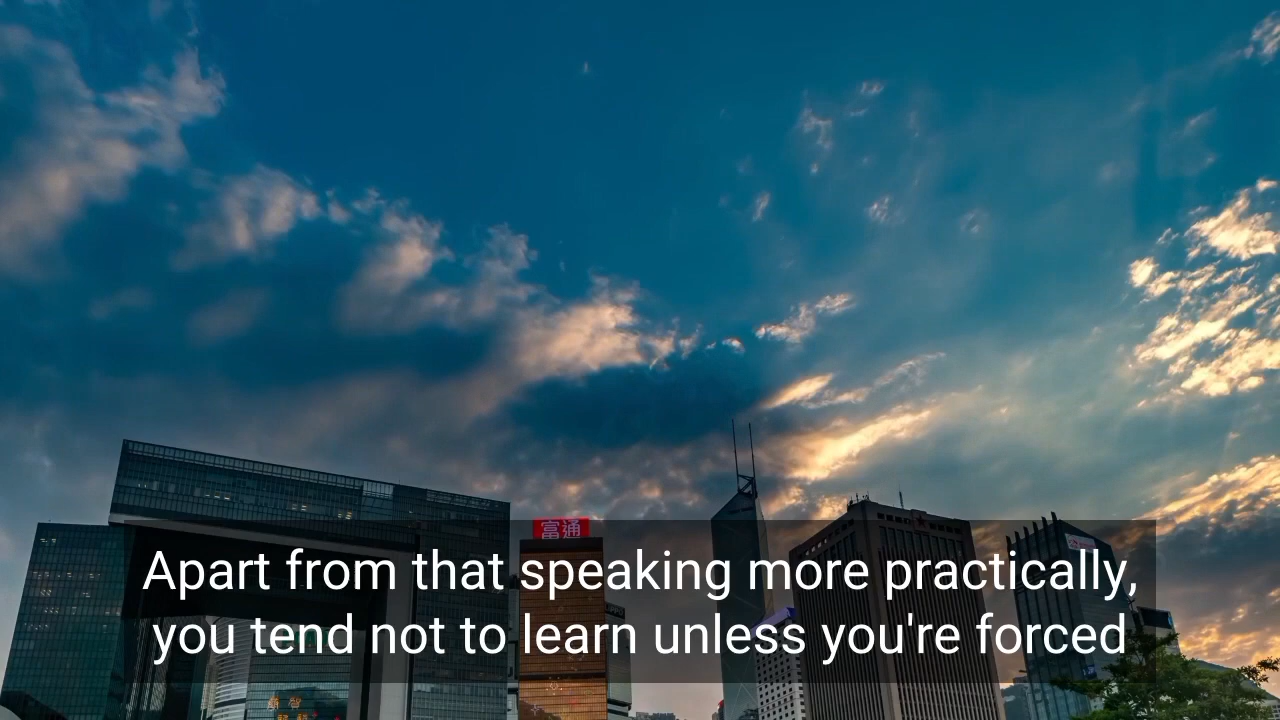 富通
Apart from that speaking more practically,
you tend not to learn unless you're forced